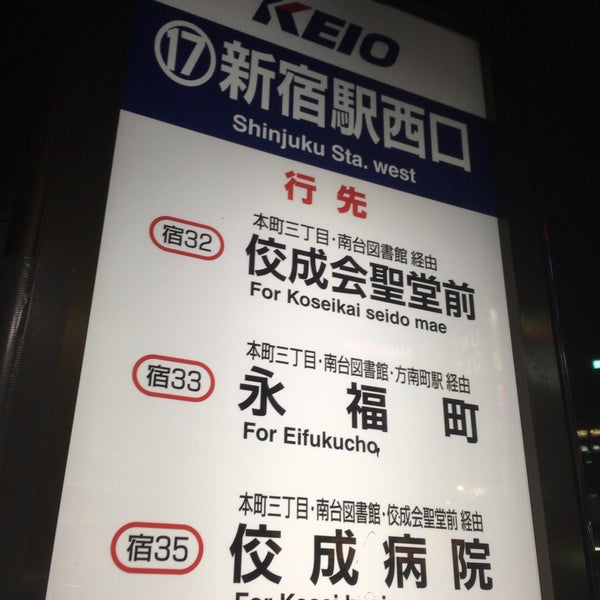 KEIO
⑰新宿駅西口
Shinjuku Sta. west
行先
本町三丁目・南台図書館 経由
宿32 佼成会聖堂前
For Koseikai seido mae
本町三丁目・南台図書館・方南町駅 経由
宿33 永福町
For Eifukucho
本町三丁目・南台図書館・佼成会聖堂前 経由
宿35 佼成病院